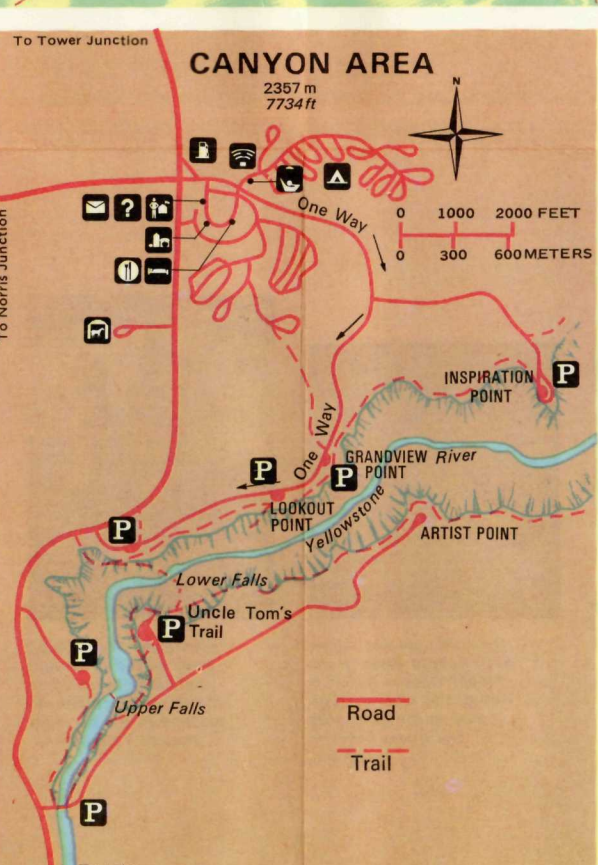 To Tower Junction
CANYON AREA
2357 m
7734 ft
N
?
One Way
0 1000 2000 FEET
0 300 600 METERS
To Norris Junction
INSPIRATION
POINT
P
One Way
P
GRANDVIEW
POINT
P
River
LOOKOUT
POINT
Yellowstone
ARTIST POINT
P
Lower Falls
Uncle Tom's
Trail
P
P
Upper Falls
Road
Trail
P